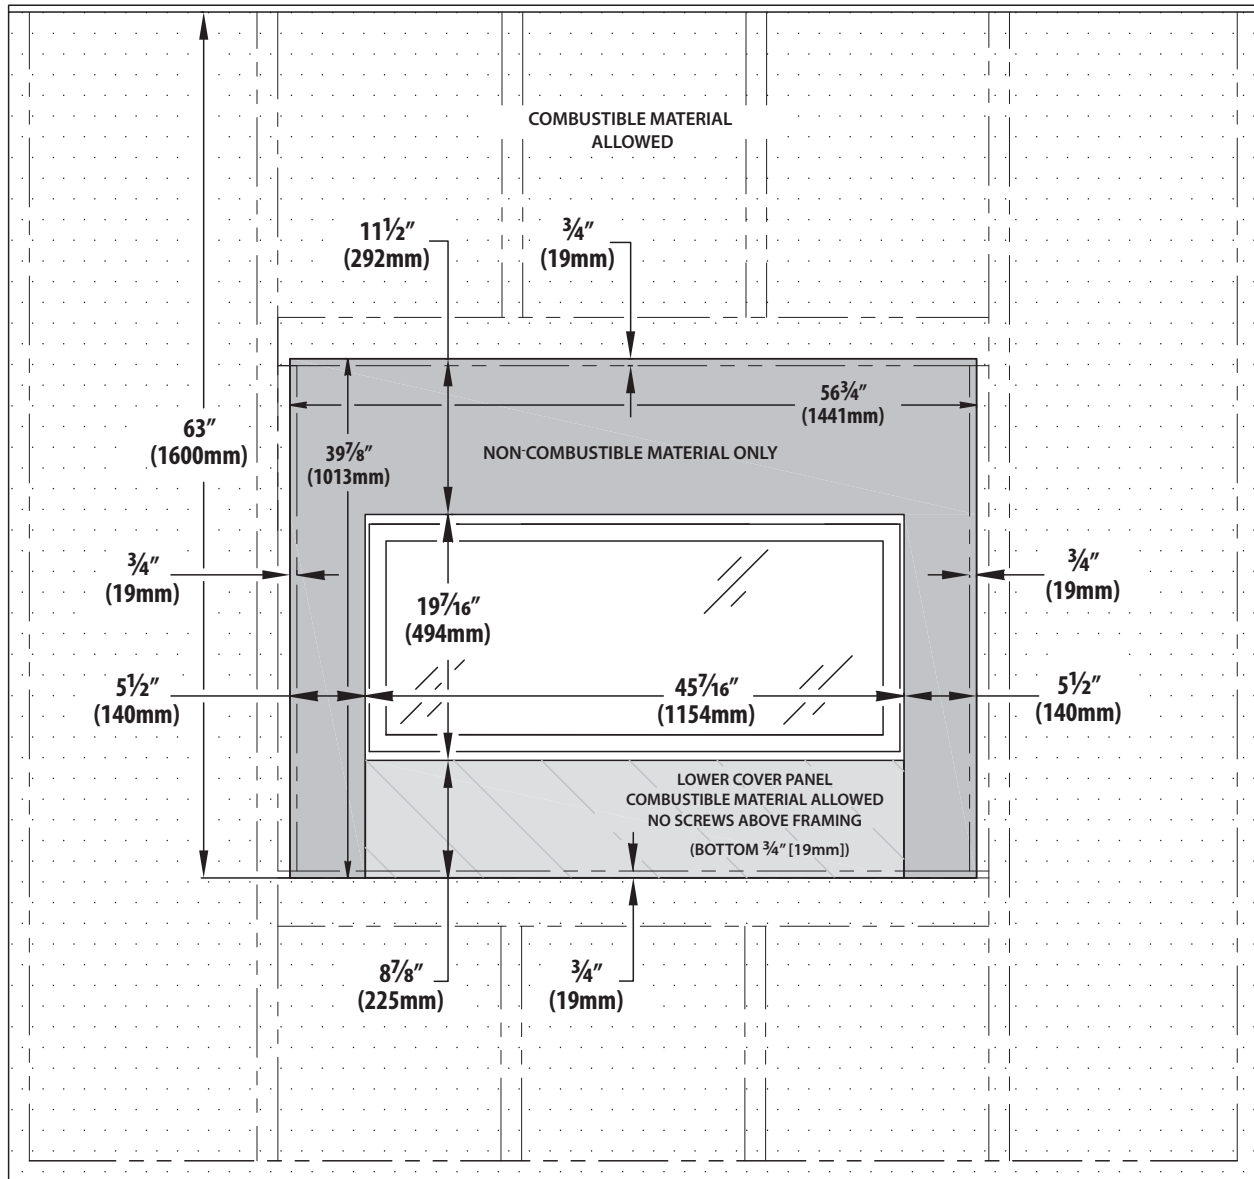 COMBUSTIBLE MATERIAL
ALLOWED
11½"
(292mm)
¾"
(19mm)
56¾"
(1441mm)
63"
(1600mm)
39⅞"
(1013mm)
NON-COMBUSTIBLE MATERIAL ONLY
¾"
(19mm)
¾"
(19mm)
19⁷⁄₁₆"
(494mm)
5½"
(140mm)
45⁷⁄₁₆"
(1154mm)
5½"
(140mm)
LOWER COVER PANEL
COMBUSTIBLE MATERIAL ALLOWED
NO SCREWS ABOVE FRAMING
(BOTTOM ¾" [19mm])
8⅞"
(225mm)
¾"
(19mm)